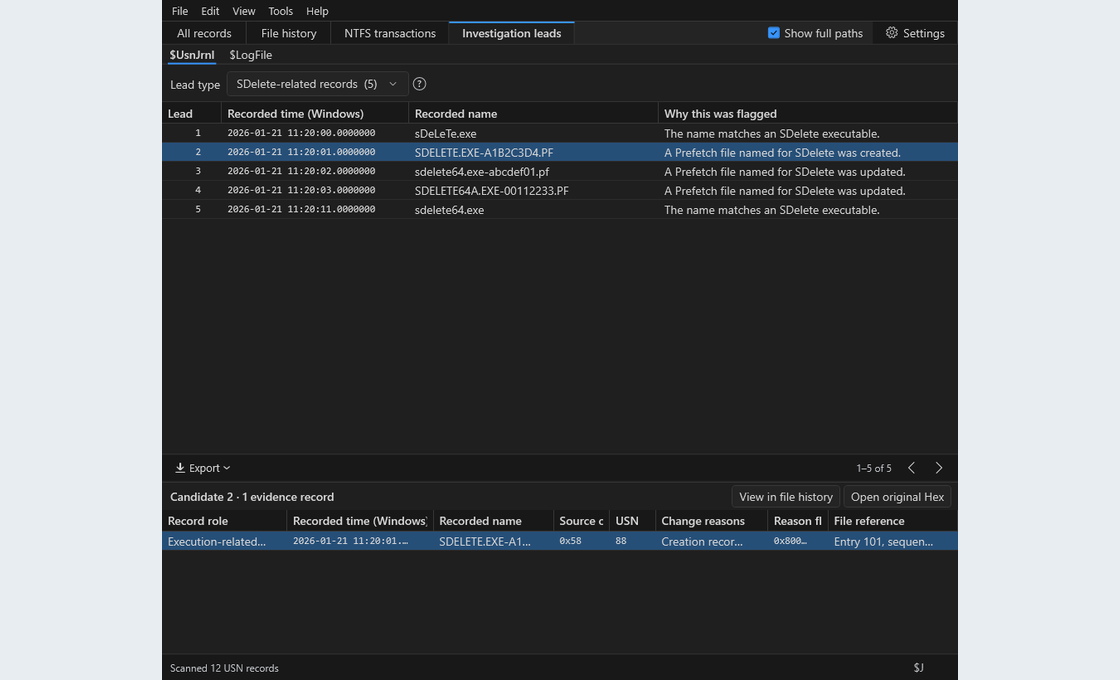 File Edit View Tools Help
All records File history NTFS transactions Investigation leads Show full paths Settings
$UsnJrnl $LogFile
Lead type SDelete-related records (5) ?
Lead Recorded time (Windows) Recorded name Why this was flagged
1 2026-01-21 11:20:00.0000000 sDeLeTe.exe The name matches an SDelete executable.
2 2026-01-21 11:20:01.0000000 SDELETE.EXE-A1B2C3D4.PF A Prefetch file named for SDelete was created.
3 2026-01-21 11:20:02.0000000 sdelete64.exe-abcdef01.pf A Prefetch file named for SDelete was updated.
4 2026-01-21 11:20:03.0000000 SDELETE64A.EXE-00112233.PF A Prefetch file named for SDelete was updated.
5 2026-01-21 11:20:11.0000000 sdelete64.exe The name matches an SDelete executable.
Export 1–5 of 5
Candidate 2 · 1 evidence record View in file history Open original Hex
Record role Recorded time (Windows) Recorded name Source c USN Change reasons Reason fl File reference
Execution-related... 2026-01-21 11:20:01.... SDELETE.EXE-A1... 0x58 88 Creation recor... 0x800... Entry 101, sequen...
Scanned 12 USN records $J